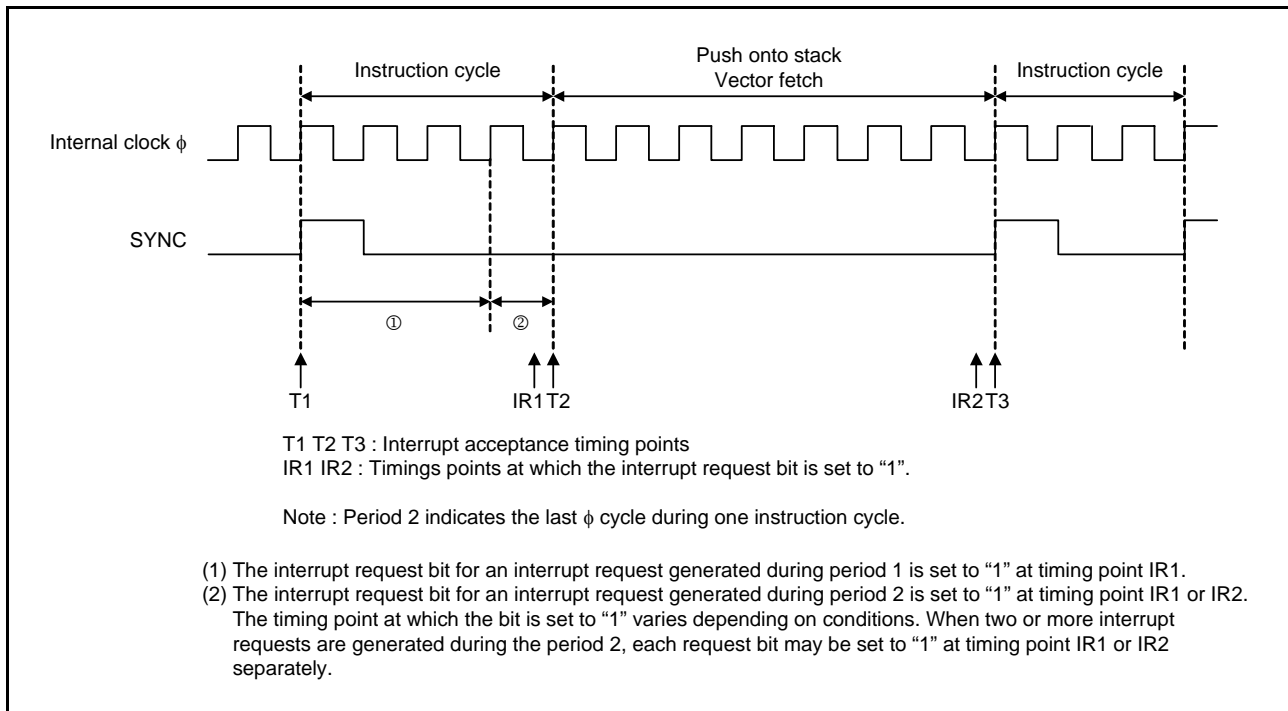 Push onto stack
Instruction cycle
Vector fetch
Instruction cycle
Internal clock ϕ
SYNC
①
②
T1
IR1 T2
IR2 T3
T1 T2 T3 : Interrupt acceptance timing points
IR1 IR2 : Timings points at which the interrupt request bit is set to “1”.
Note : Period 2 indicates the last ϕ cycle during one instruction cycle.
(1) The interrupt request bit for an interrupt request generated during period 1 is set to “1” at timing point IR1.
(2) The interrupt request bit for an interrupt request generated during period 2 is set to “1” at timing point IR1 or IR2.
The timing point at which the bit is set to “1” varies depending on conditions. When two or more interrupt
requests are generated during the period 2, each request bit may be set to “1” at timing point IR1 or IR2
separately.